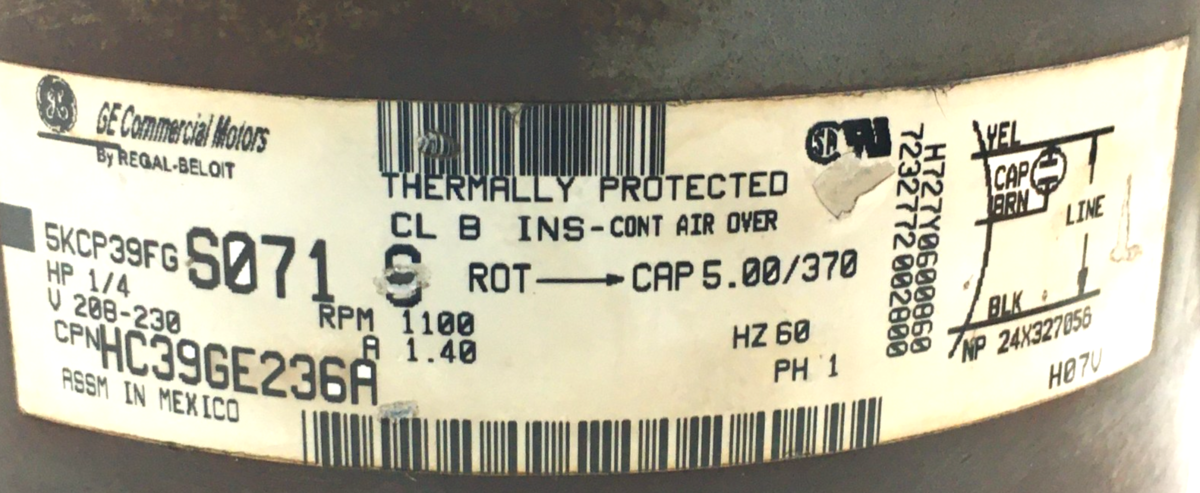 GE Commercial Motors
By REGAL-BELOIT
THERMALLY PROTECTED
CL B INS-CONT AIR OVER
5KCP39FG S071 S
ROT CAP 5.00/370
HP 1/4
V 208-230
RPM 1100
HZ 60
CPN HC39GE236A
A 1.40
PH 1
ASSM IN MEXICO
H727Y0600860
7232772002800
YEL
CAP
BRN
LINE
BLK
NP 24X327056
H07V